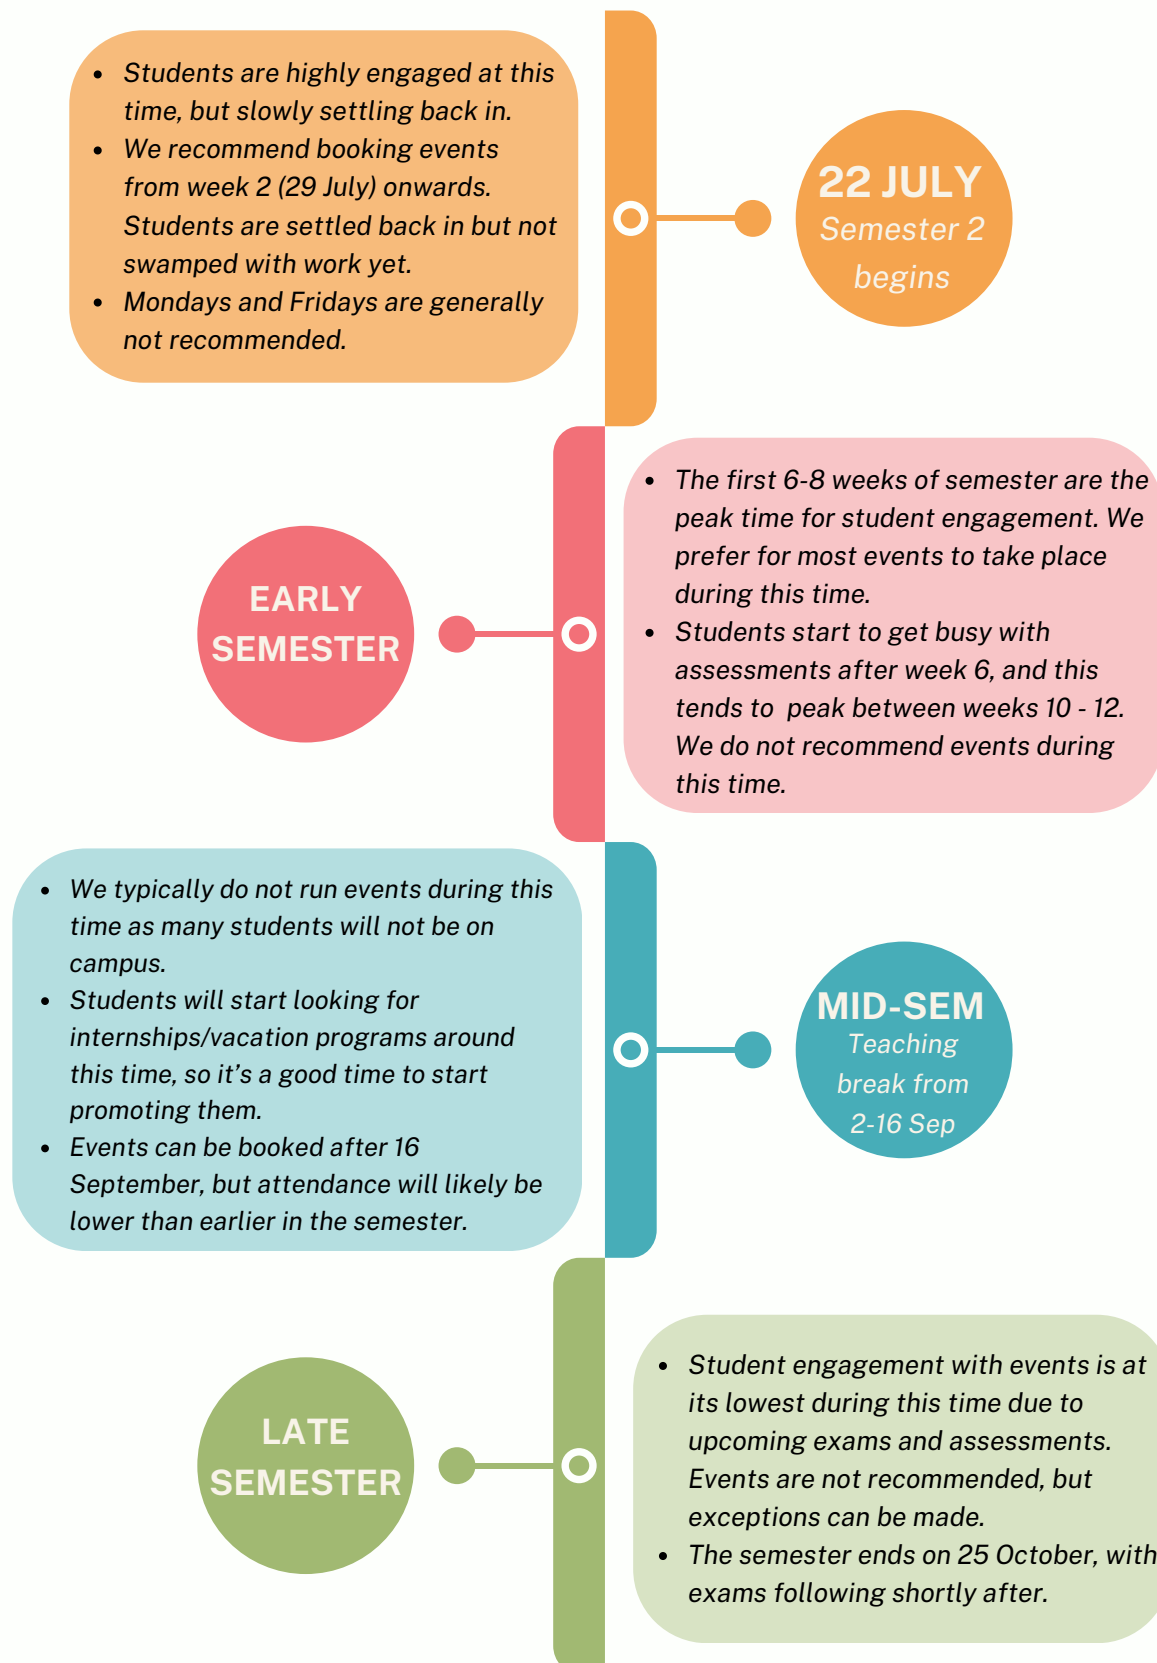 • Students are highly engaged at this
time, but slowly settling back in.
• We recommend booking events
from week 2 (29 July) onwards.
Students are settled back in but not
swamped with work yet.
• Mondays and Fridays are generally
not recommended.
22 JULY
Semester 2
begins
EARLY
SEMESTER
• The first 6-8 weeks of semester are the
peak time for student engagement. We
prefer for most events to take place
during this time.
• Students start to get busy with
assessments after week 6, and this
tends to  peak between weeks 10 - 12.
We do not recommend events during
this time.
• We typically do not run events during this
time as many students will not be on
campus.
• Students will start looking for
internships/vacation programs around
this time, so it's a good time to start
promoting them.
• Events can be booked after 16
September, but attendance will likely be
lower than earlier in the semester.
MID-SEM
Teaching
break from
2-16 Sep
LATE
SEMESTER
• Student engagement with events is at
its lowest during this time due to
upcoming exams and assessments.
Events are not recommended, but
exceptions can be made.
• The semester ends on 25 October, with
exams following shortly after.